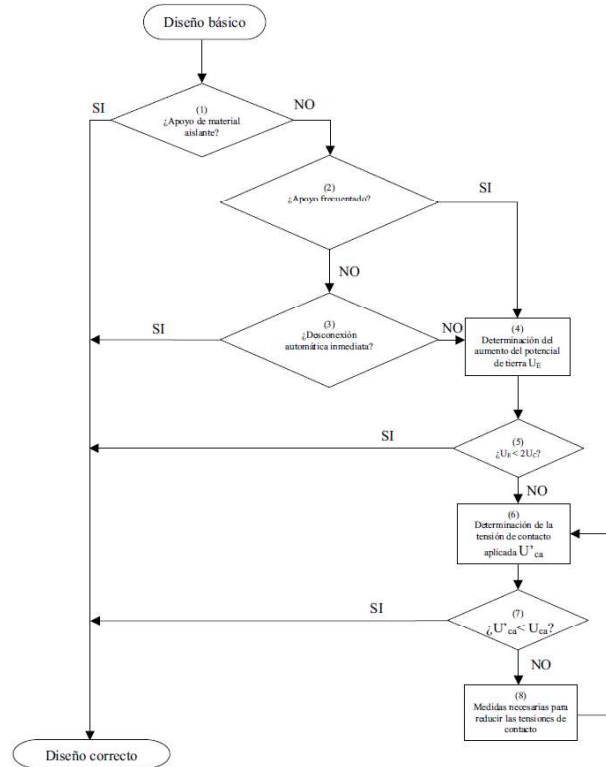 Diseño básico
SI
(1)
NO
¿Apoyo de material
aislante?
(2)
¿Apoyo frecuentado?
SI
NO
SI
(3)
¿Desconexión
automática inmediata?
NO
(4)
Determinación del
aumento del potencial
de tierra U_E
SI
(5)
¿U_E < 2U_C?
NO
(6)
Determinación de la
tensión de contacto
aplicada U'_ca
SI
(7)
¿U'_ca < U_ca?
NO
(8)
Medidas necesarias para
reducir las tensiones de
contacto
Diseño correcto